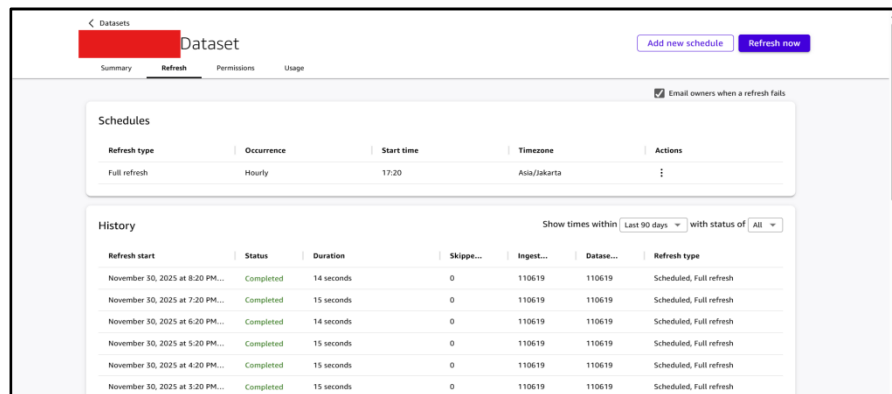 Datasets
Dataset
Add new schedule Refresh now
Summary Refresh Permissions Usage
Email owners when a refresh fails
Schedules
Refresh type Occurrence Start time Timezone Actions
Full refresh Hourly 17:20 Asia/Jakarta
History Show times within Last 90 days with status of All
Refresh start Status Duration Skippe... Ingest... Datase... Refresh type
November 30, 2025 at 8:20 PM... Completed 14 seconds 0 110619 110619 Scheduled, Full refresh
November 30, 2025 at 7:20 PM... Completed 15 seconds 0 110619 110619 Scheduled, Full refresh
November 30, 2025 at 6:20 PM... Completed 14 seconds 0 110619 110619 Scheduled, Full refresh
November 30, 2025 at 5:20 PM... Completed 15 seconds 0 110619 110619 Scheduled, Full refresh
November 30, 2025 at 4:20 PM... Completed 15 seconds 0 110619 110619 Scheduled, Full refresh
November 30, 2025 at 3:20 PM... Completed 15 seconds 0 110619 110619 Scheduled, Full refresh